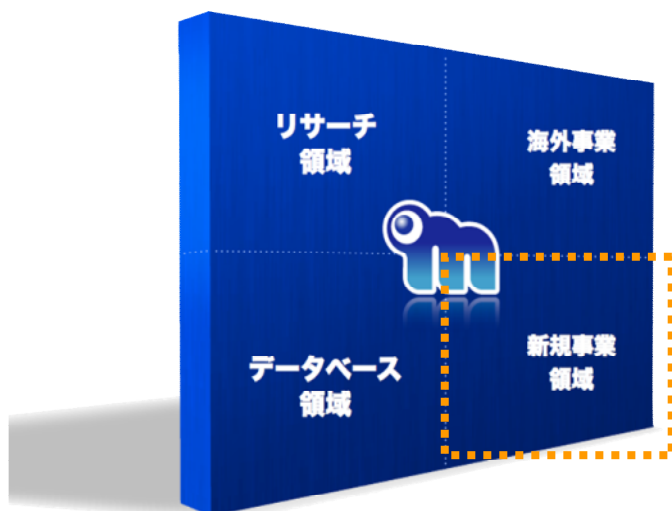 リサーチ
領域
海外事業
領域
データベース
領域
新規事業
領域